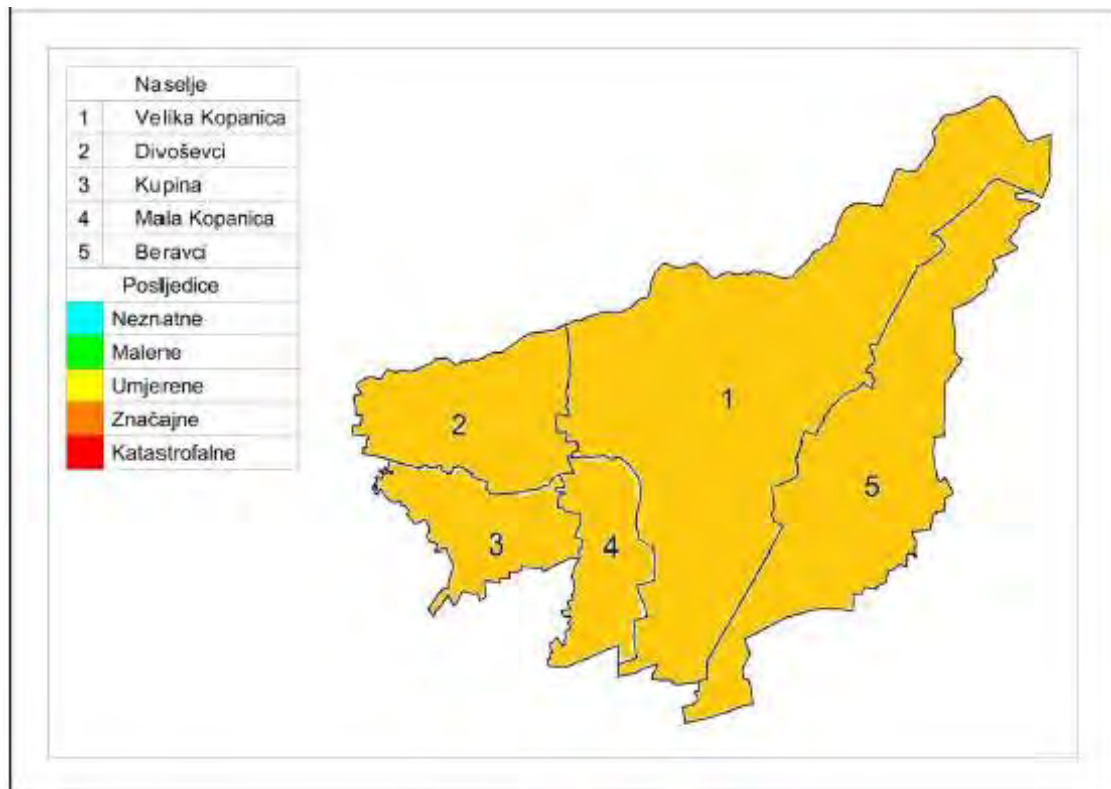 Naselje
1 Velika Kopanica
2 Divoševci
3 Kupina
4 Mala Kopanica
5 Beravci
Posljedice
Neznatne
Malene
Umjerene
Značajne
Katastrofalne
1
2
5
3
4